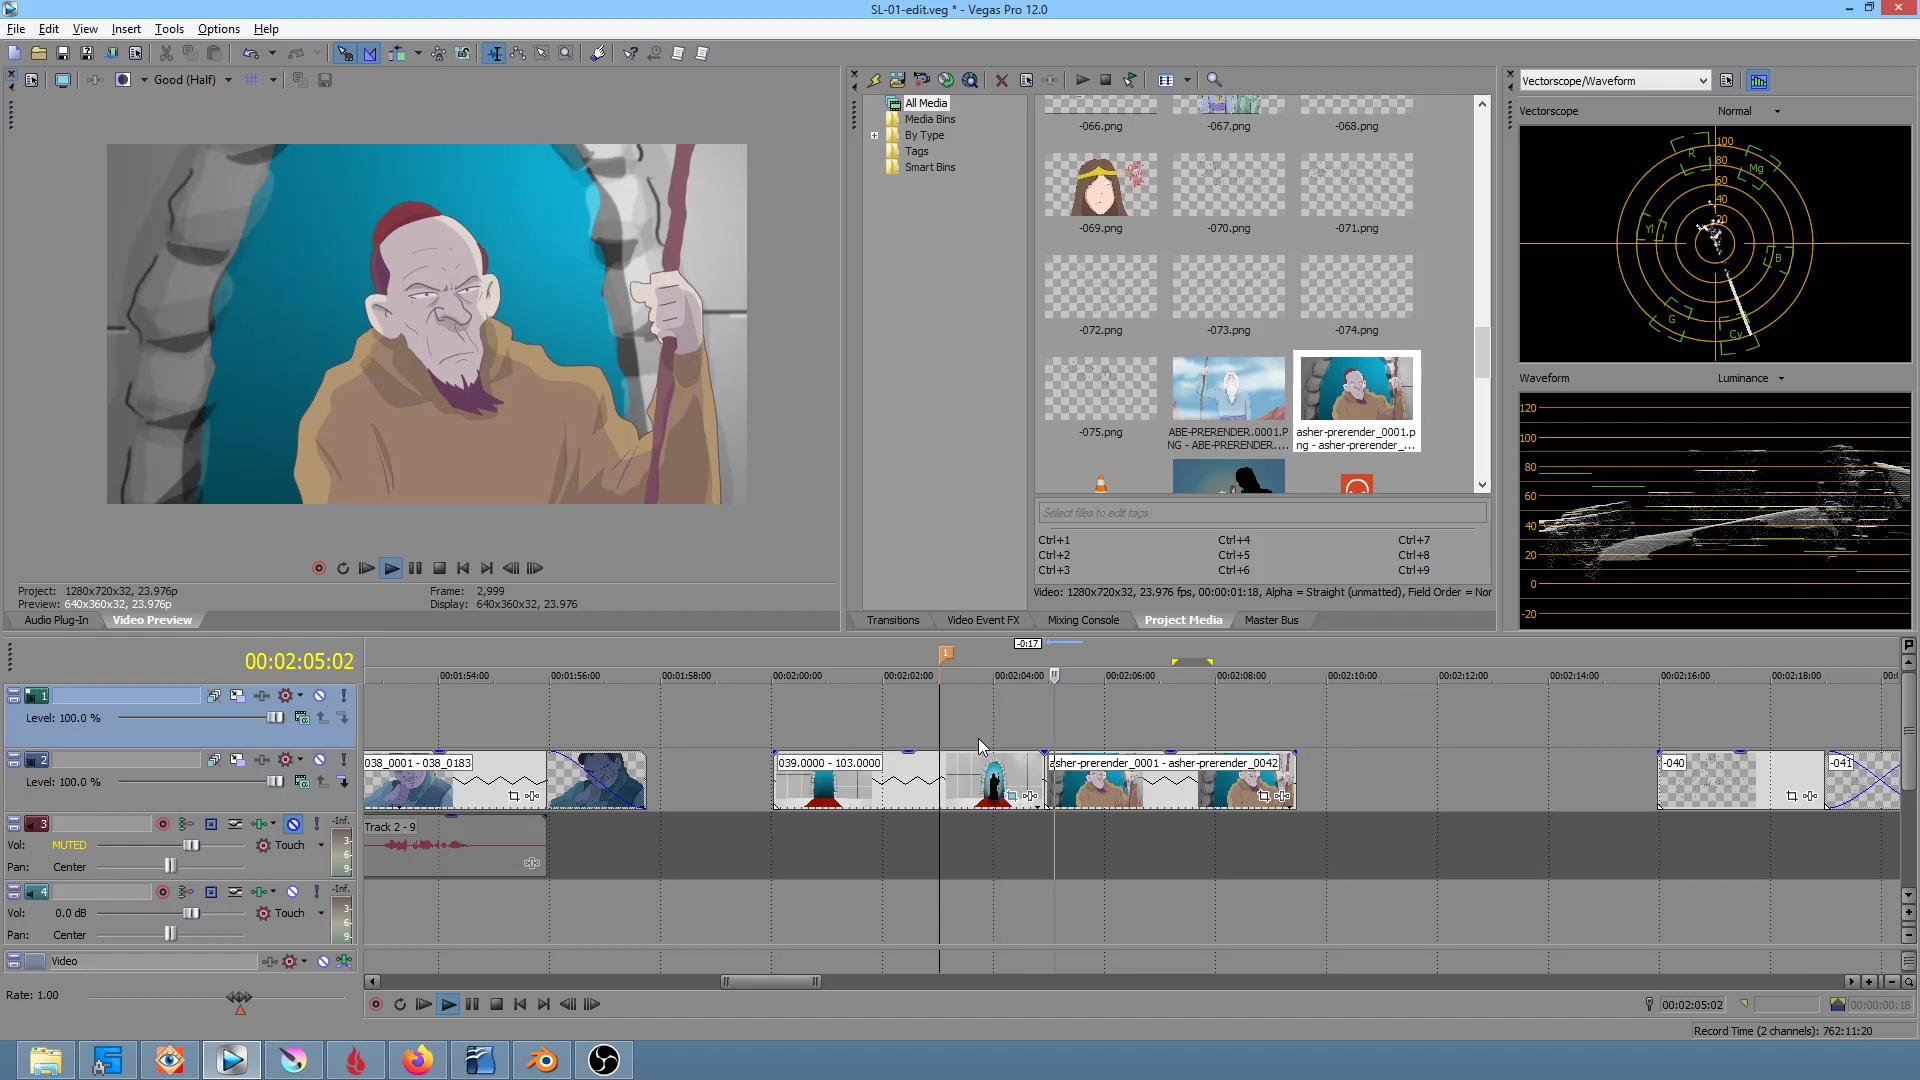 SL-01-edit.veg * - Vegas Pro 12.0
File Edit View Insert Tools Options Help
Good (Half)
All Media
Media Bins
By Type
Tags
Smart Bins
-066.png -067.png -068.png
-069.png -070.png -071.png
-072.png -073.png -074.png
-075.png
ABE-PRERENDER.0001.P
NG - ABE-PRERENDER....
asher-prerender_0001.p
ng - asher-prerender_...
Select files to edit tags
Ctrl+1 Ctrl+4 Ctrl+7
Ctrl+2 Ctrl+5 Ctrl+8
Ctrl+3 Ctrl+6 Ctrl+9
Video: 1280x720x32, 23.976 fps, 00:00:01:18, Alpha = Straight (unmatted), Field Order = Nor
Transitions Video Event FX Mixing Console Project Media Master Bus
Vectorscope/Waveform
Vectorscope Normal
100
80
60
40
20
R Mg B Cy G Yl
Waveform Luminance
120
100
80
60
40
20
0
-20
Project: 1280x720x32, 23.976p
Preview: 640x360x32, 23.976p
Frame: 2,999
Display: 640x360x32, 23.976
Audio Plug-In Video Preview
00:02:05:02
-0:17
1
00:01:54:00 00:01:56:00 00:01:58:00 00:02:00:00 00:02:02:00 00:02:04:00 00:02:06:00 00:02:08:00 00:02:10:00 00:02:12:00 00:02:14:00 00:02:16:00 00:02:18:00 00:0
1
Level: 100.0 %
2
Level: 100.0 %
038_0001 - 038_0183
039.0000 - 103.0000
asher-prerender_0001 - asher-prerender_0042
-040
-041
3
-Inf.
Vol: MUTED Touch
Pan: Center
3-
6-
9-
Track 2 - 9
4
-Inf.
Vol: 0.0 dB Touch
Pan: Center
3-
6-
9-
Video
Rate: 1.00
00:02:05:02
00:00:00:18
Record Time (2 channels): 762:11:20